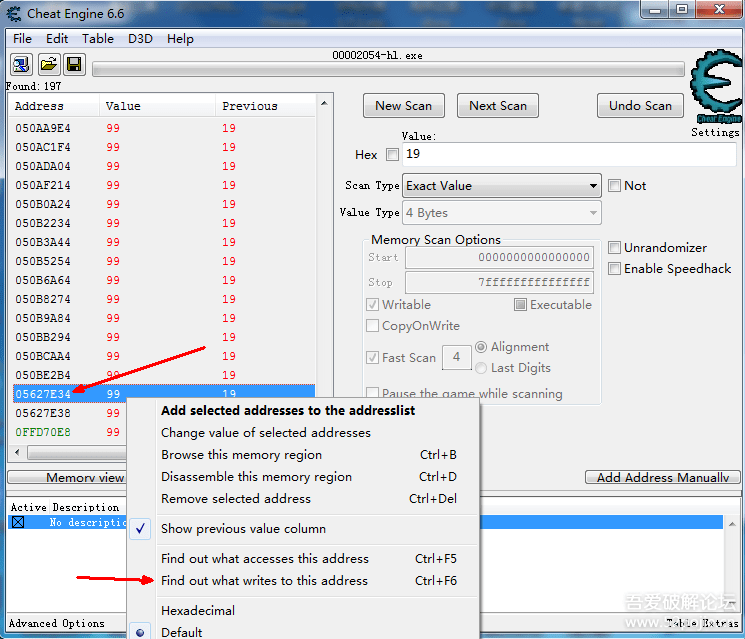 Cheat Engine 6.6
File Edit Table D3D Help
00002054-hl.exe
Found: 197
Address Value Previous
050AA9E4 99 19
050AC1F4 99 19
050ADA04 99 19
050AF214 99 19
050B0A24 99 19
050B2234 99 19
050B3A44 99 19
050B5254 99 19
050B6A64 99 19
050B8274 99 19
050B9A84 99 19
050BB294 99 19
050BCAA4 99 19
050BE2B4 99 19
05627E34 99 19
05627E38 99
0FFD70E8 99
New Scan Next Scan Undo Scan
Cheat Engine
Settings
Value:
Hex 19
Scan Type Exact Value Not
Value Type 4 Bytes
Memory Scan Options
Start 0000000000000000
Stop 7fffffffffffffff
Writable Executable
CopyOnWrite
Fast Scan 4 Alignment
Last Digits
Pause the game while scanning
Unrandomizer
Enable Speedhack
Memory view
Add Address Manually
Add selected addresses to the addresslist
Change value of selected addresses
Browse this memory region Ctrl+B
Disassemble this memory region Ctrl+D
Remove selected address Ctrl+Del
Show previous value column
Find out what accesses this address Ctrl+F5
Find out what writes to this address Ctrl+F6
Hexadecimal
Default
Active Description
No descriptio
Advanced Options
Table Extras
吾爱破解论坛